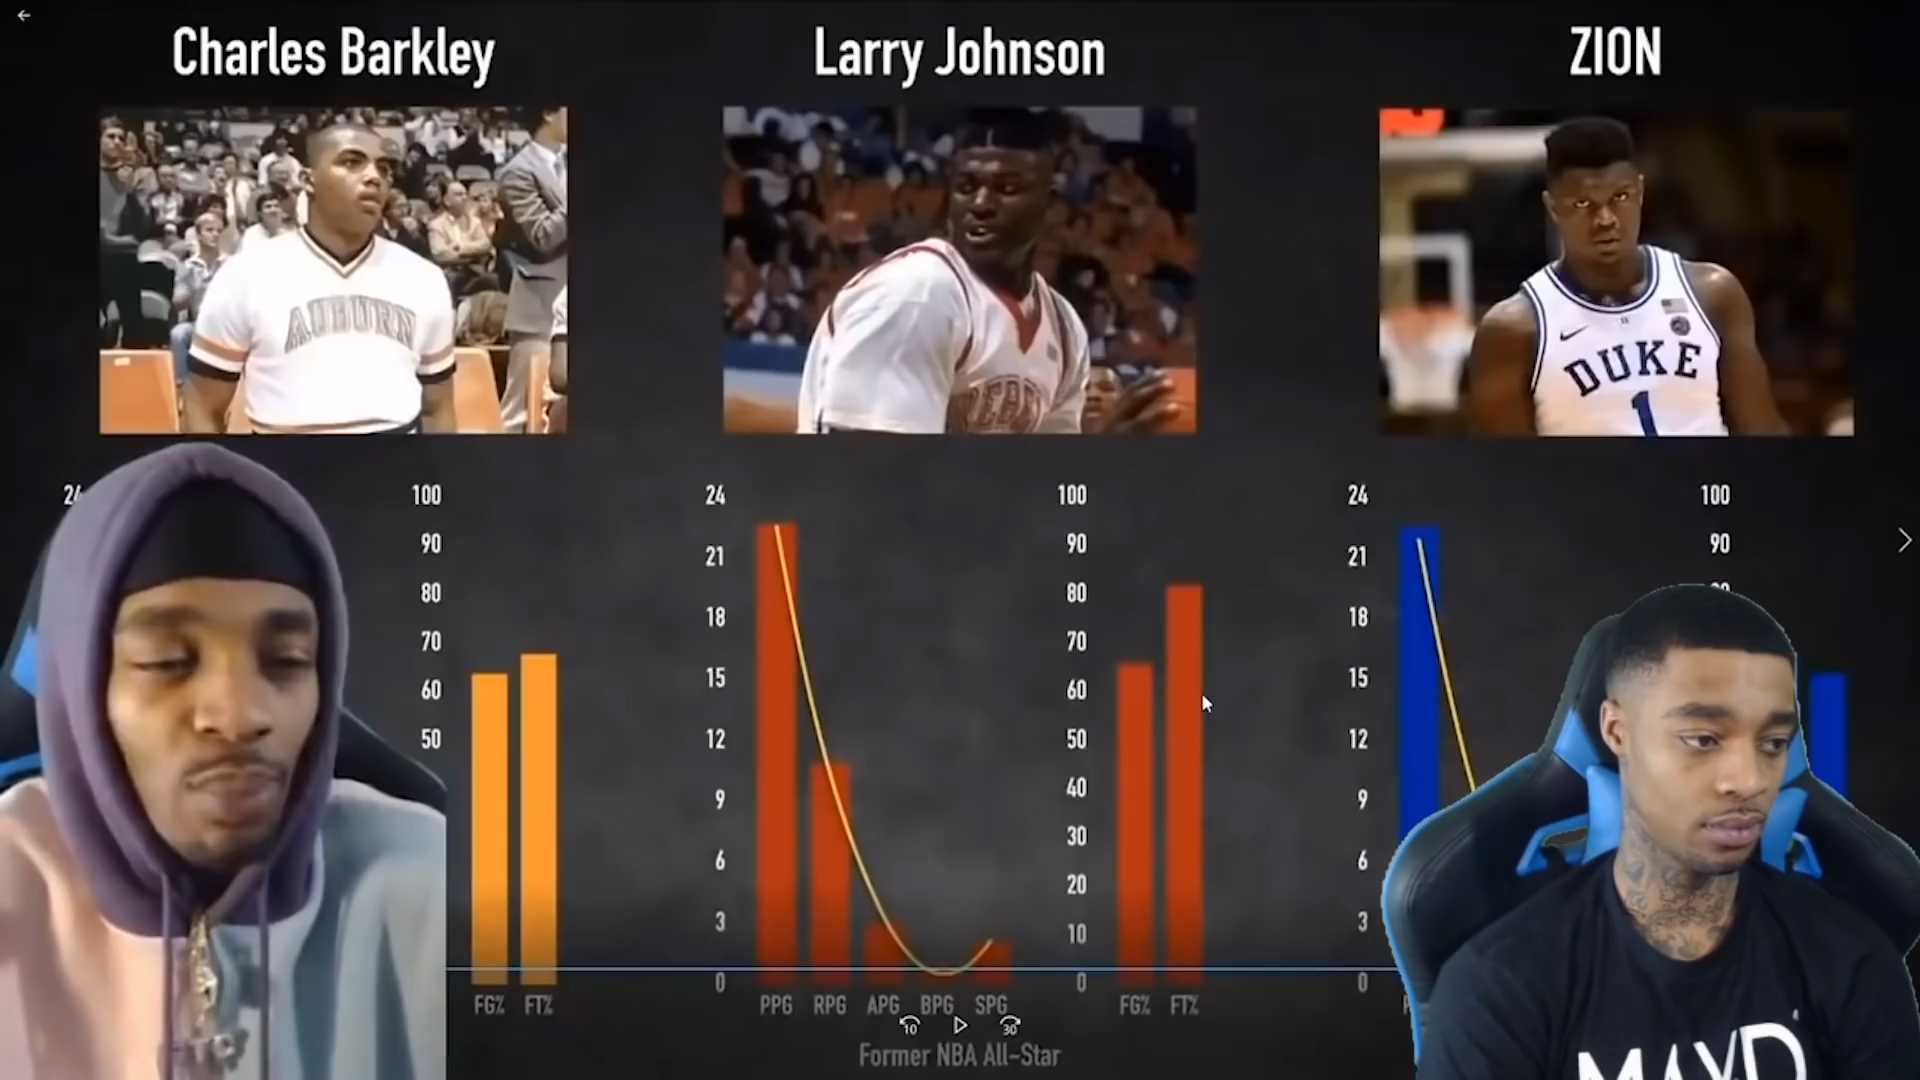 Charles Barkley
Larry Johnson
ZION
AUBURN
DUKE
1
100
90
70
60
50
FG%
FT%
24
21
18
15
12
9
6
3
0
PPG
RPG
APG
BPG
SPG
100
90
80
70
60
50
40
30
20
10
0
FG%
FT%
24
21
18
15
12
9
6
3
0
100
90
80
10
30
Former NBA All-Star